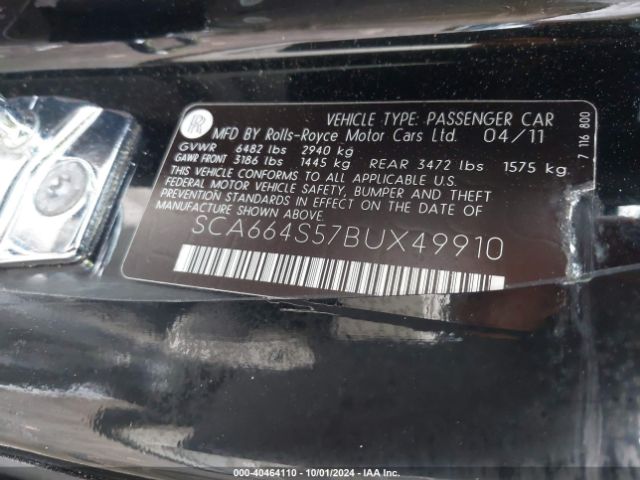 VEHICLE TYPE: PASSENGER CAR
MFD BY Rolls-Royce Motor Cars Ltd. 04/11
GVWR 6482 lbs 2940 kg
GAWR FRONT 3186 lbs 1445 kg REAR 3472 lbs 1575 kg
THIS VEHICLE CONFORMS TO ALL APPLICABLE U.S.
FEDERAL MOTOR VEHICLE SAFETY, BUMPER AND THEFT
PREVENTION STANDARDS IN EFFECT ON THE DATE OF
MANUFACTURE SHOWN ABOVE.
SCA664S57BUX49910
7 116 800
000-40464110 - 10/01/2024 - IAAI.com